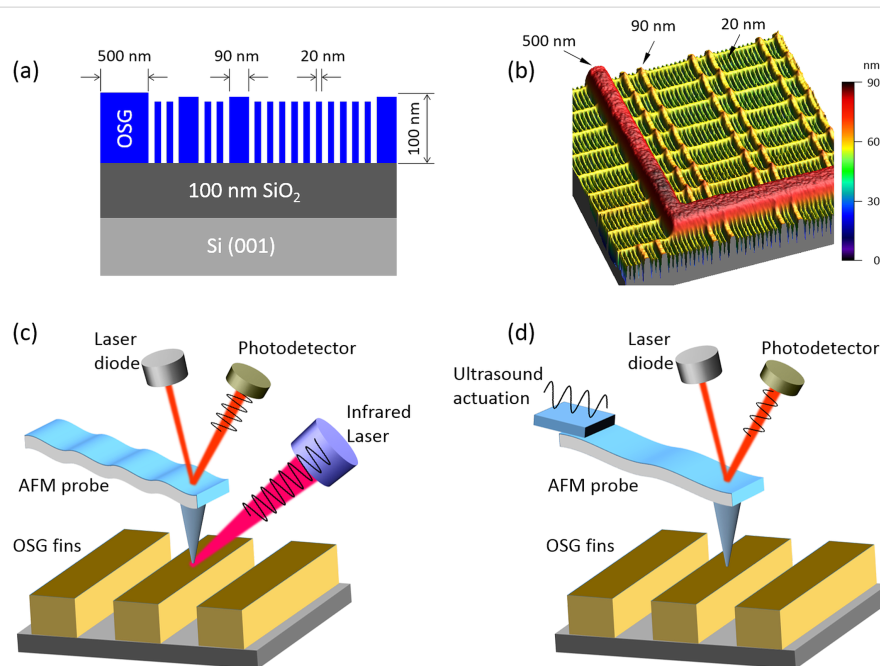 (a)
500 nm
90 nm
20 nm
OSG
100 nm
100 nm SiO₂
Si (001)
(b)
500 nm
90 nm
20 nm
nm
90
60
30
0
(c)
Laser
diode
Photodetector
Infrared
Laser
AFM probe
OSG fins
(d)
Laser
diode
Photodetector
Ultrasound
actuation
AFM probe
OSG fins